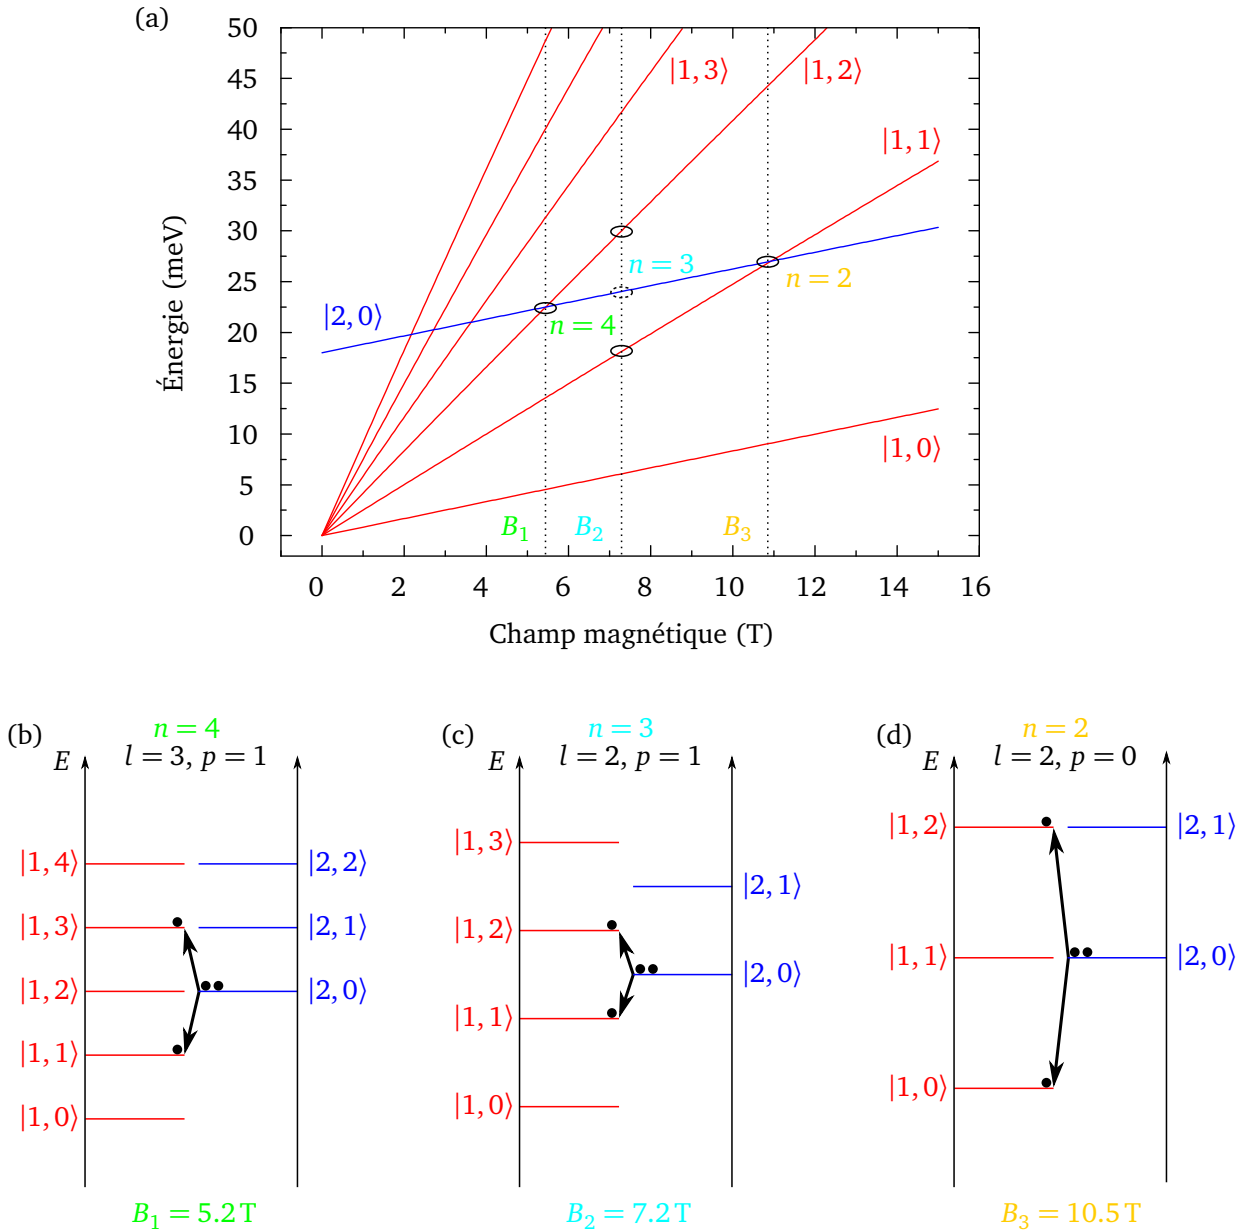 (a)
50
45
40
35
30
25
20
15
10
5
0
Énergie (meV)
|1, 3⟩
|1, 2⟩
|1, 1⟩
n = 3
n = 2
|2, 0⟩
n = 4
|1, 0⟩
B1 B2 B3
0 2 4 6 8 10 12 14 16
Champ magnétique (T)
(b)
n = 4
l = 3, p = 1
E
|1, 4⟩ |2, 2⟩
|1, 3⟩ |2, 1⟩
|1, 2⟩ |2, 0⟩
|1, 1⟩
|1, 0⟩
B1 = 5.2 T
(c)
n = 3
l = 2, p = 1
E
|1, 3⟩
|2, 1⟩
|1, 2⟩
|2, 0⟩
|1, 1⟩
|1, 0⟩
B2 = 7.2 T
(d)
n = 2
l = 2, p = 0
E
|1, 2⟩ |2, 1⟩
|1, 1⟩ |2, 0⟩
|1, 0⟩
B3 = 10.5 T